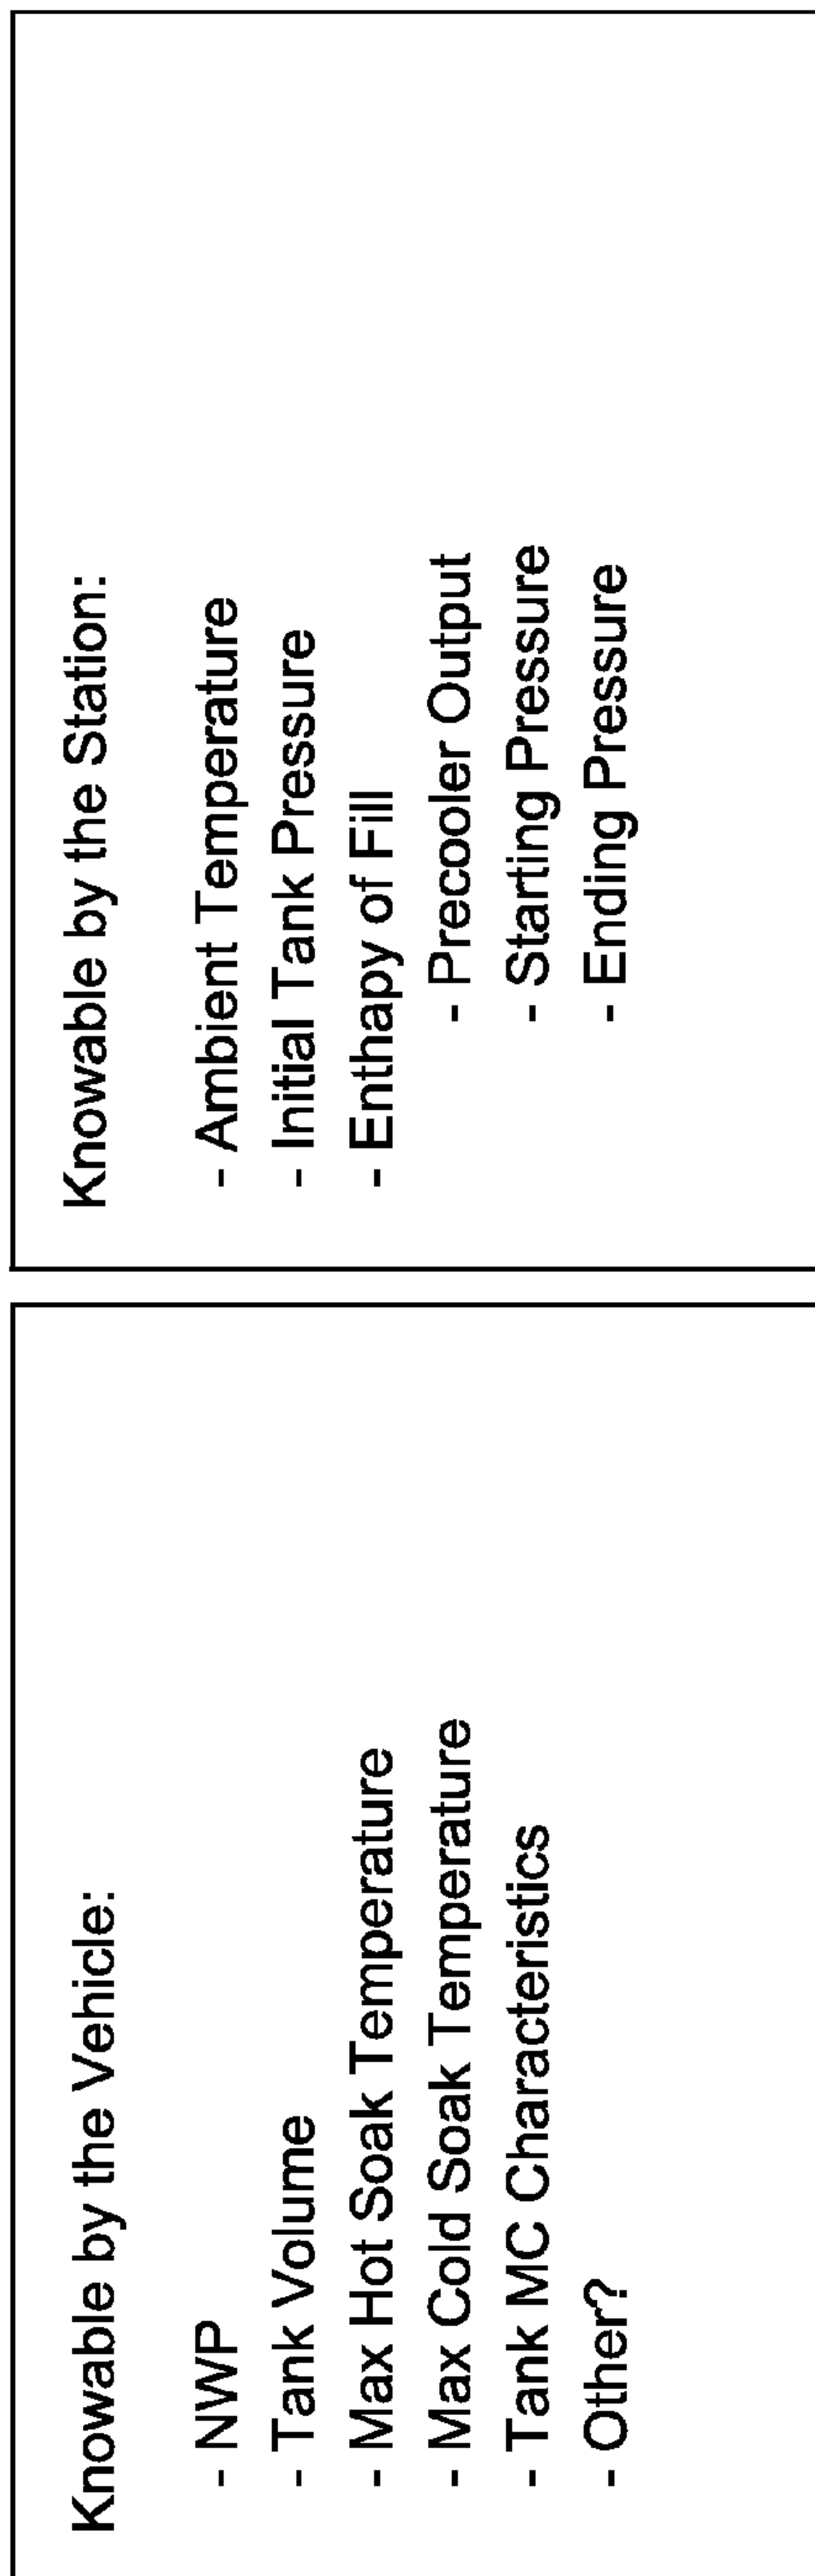 Knowable by the Vehicle:
- NWP
- Tank Volume
- Max Hot Soak Temperature
- Max Cold Soak Temperature
- Tank MC Characteristics
- Other?
Knowable by the Station:
- Ambient Temperature
- Initial Tank Pressure
- Enthapy of Fill
- Precooler Output
- Starting Pressure
- Ending Pressure